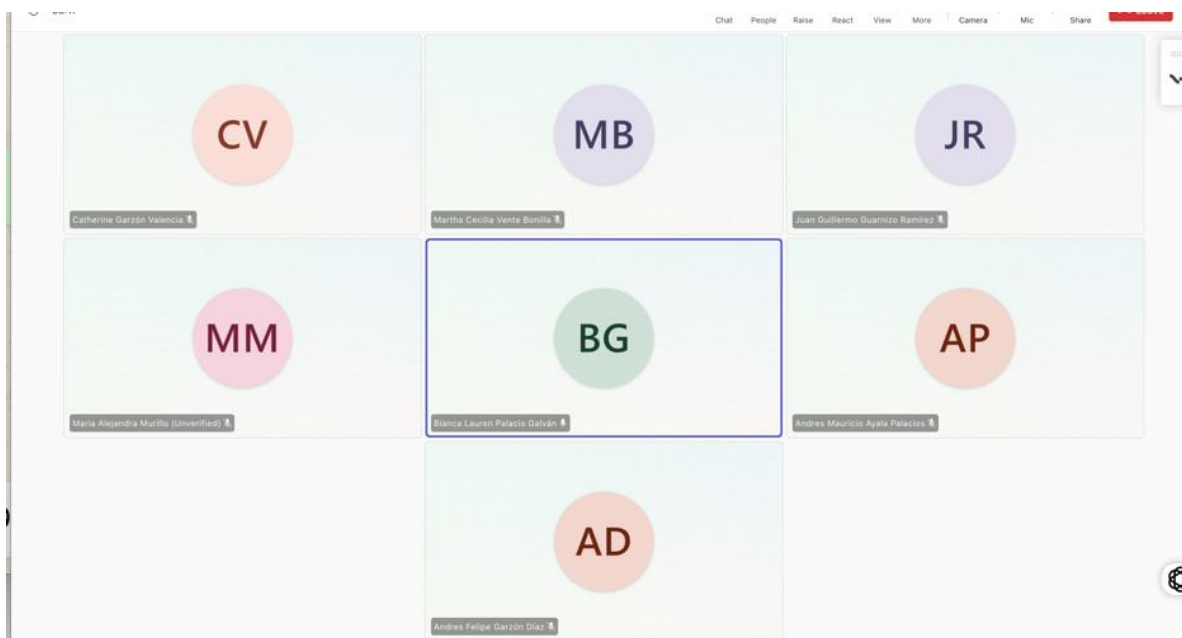 Chat People Raise React View More Camera Mic Share
CV MB JR
Catherine Garzón Valencia Martha Cecilia Vente Bonilla Juan Guillermo Guarnizo Ramírez
MM BG AP
Maria Alejandra Murillo (Unverified) Bianca Lauren Palacio Galván Andres Mauricio Ayala Palacios
AD
Andres Felipe Garzón Díaz